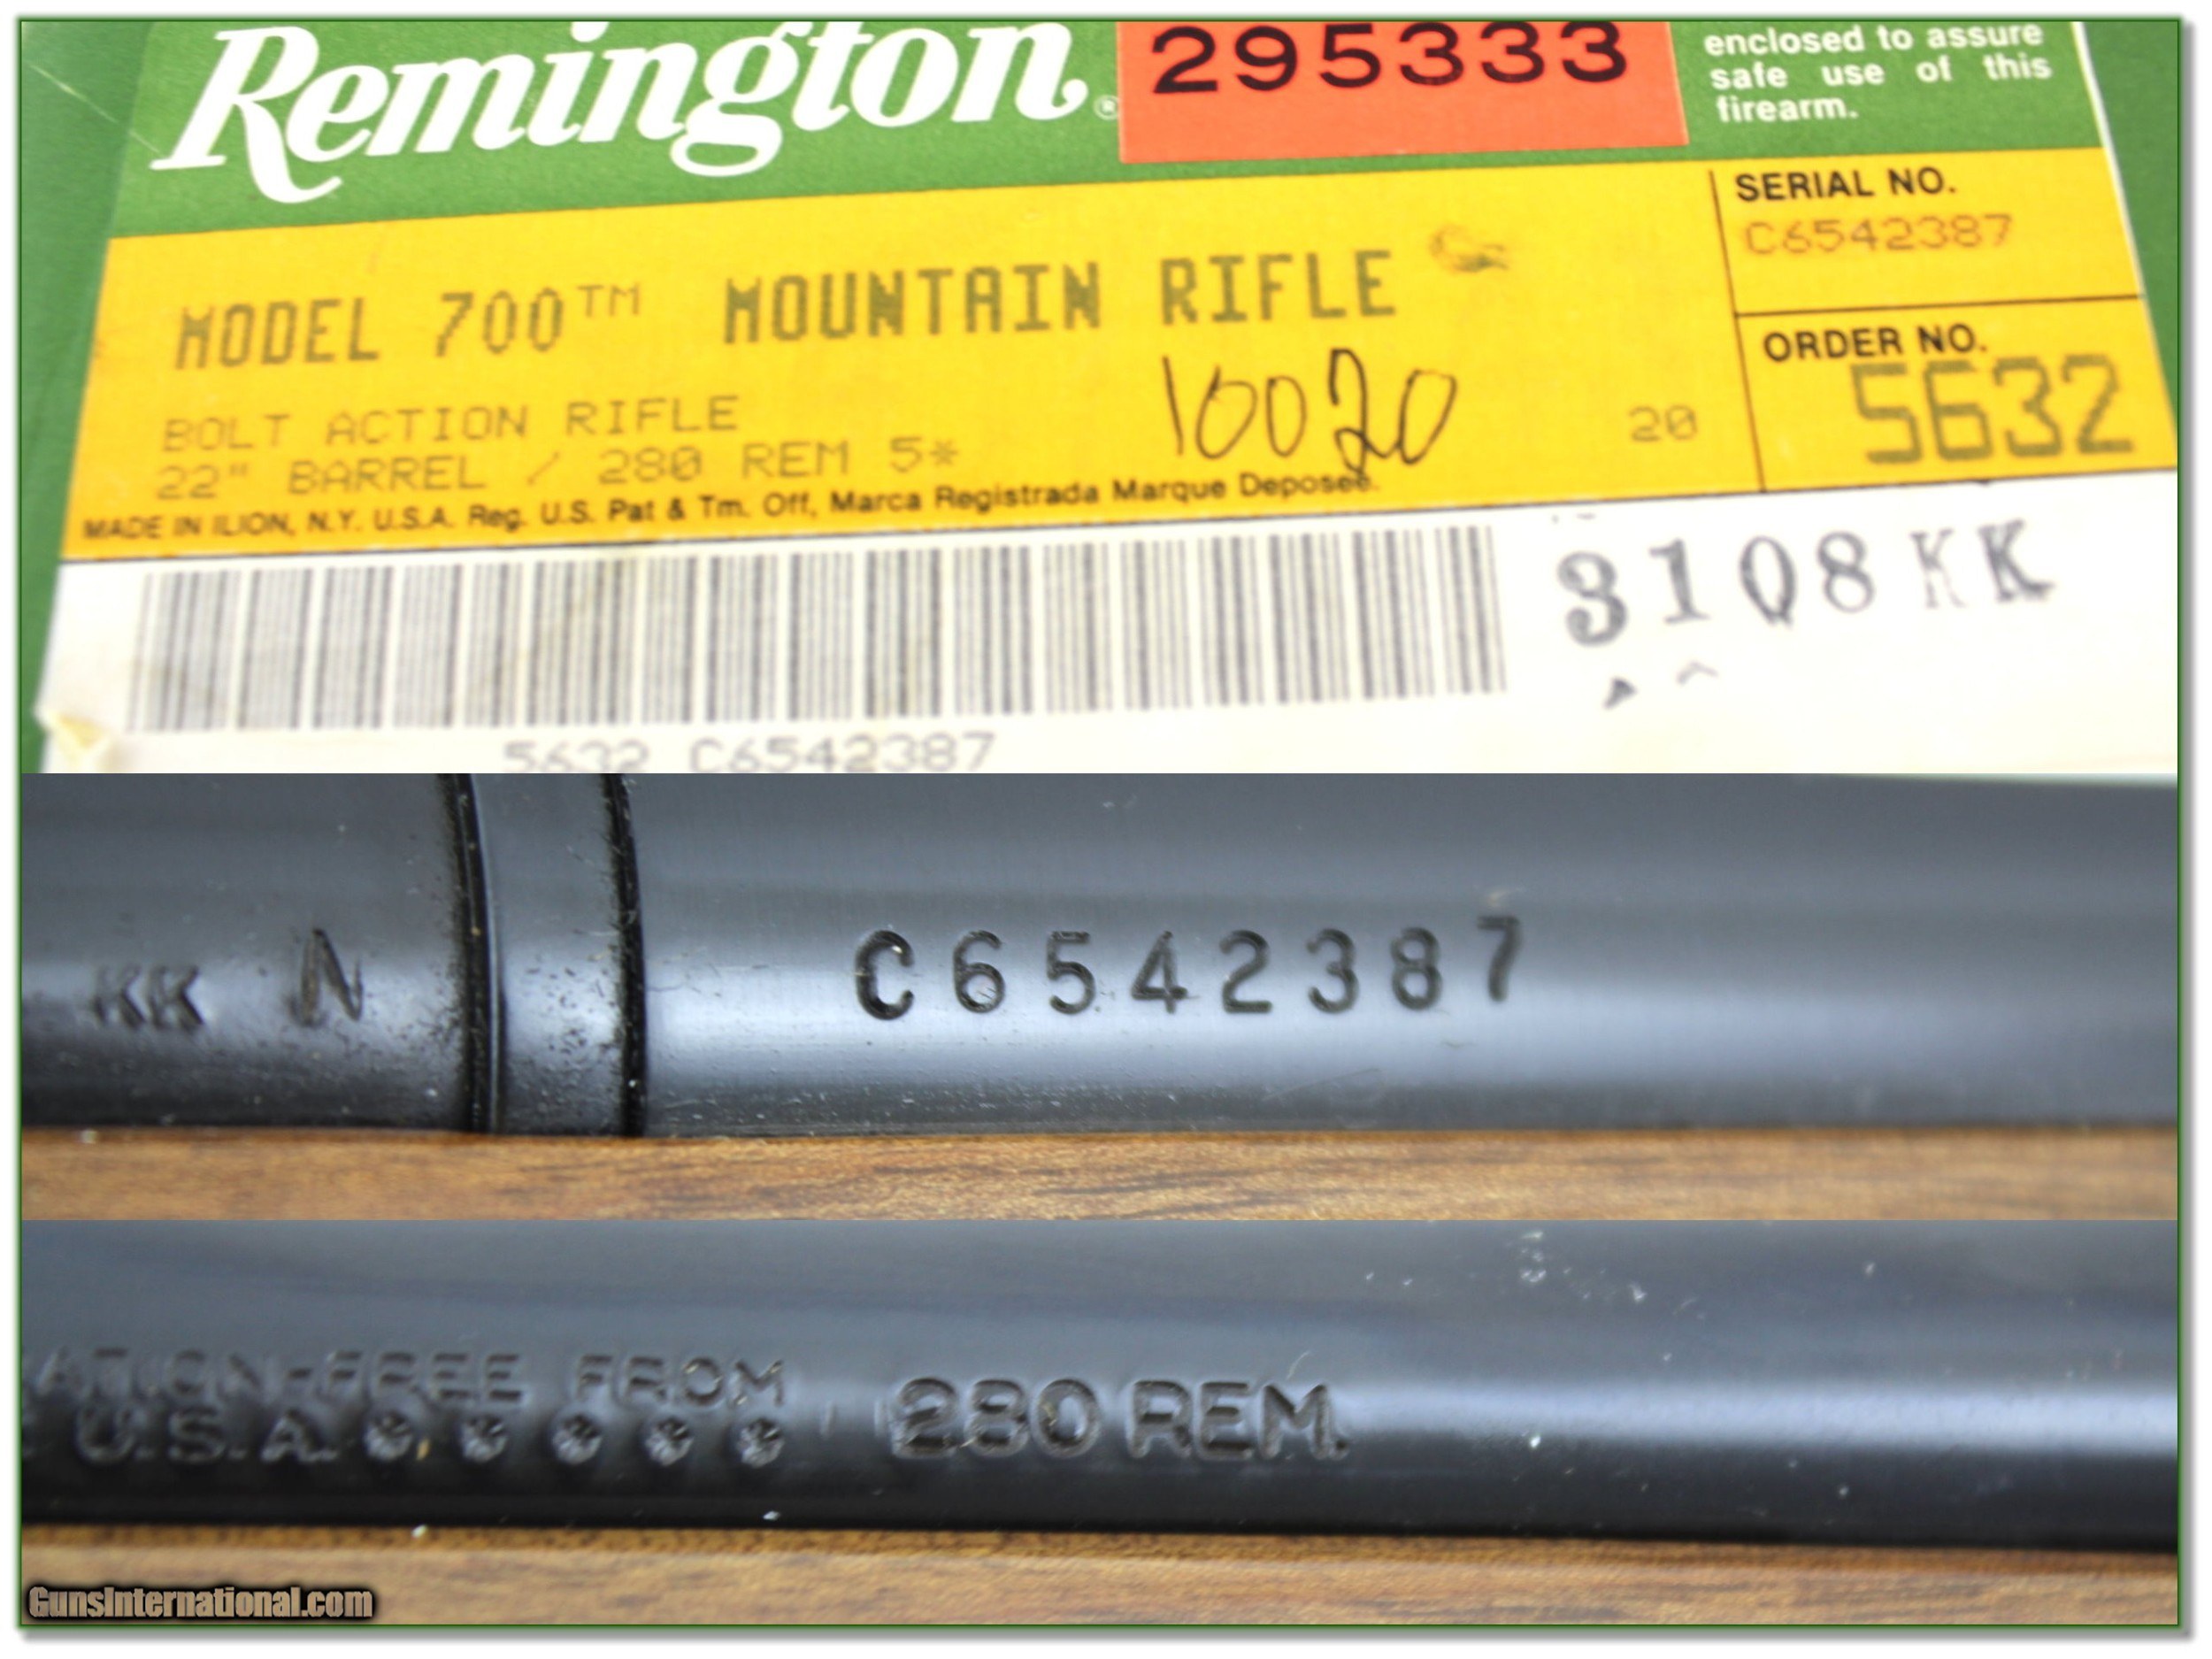 Remington®
295333
enclosed to assure
safe use of this
firearm.
SERIAL NO.
C6542387
MODEL 700™ MOUNTAIN RIFLE
ORDER NO.
5632
10020
20
BOLT ACTION RIFLE
22" BARREL / 280 REM 5*
MADE IN ILION, N.Y. U.S.A. Reg. U.S. Pat & Tm. Off, Marca Registrada Marque Deposee.
3108 KK
5632 C6542387
KK N C6542387
ATION-FREE FROM
U.S.A. 280 REM.
GunsInternational.com